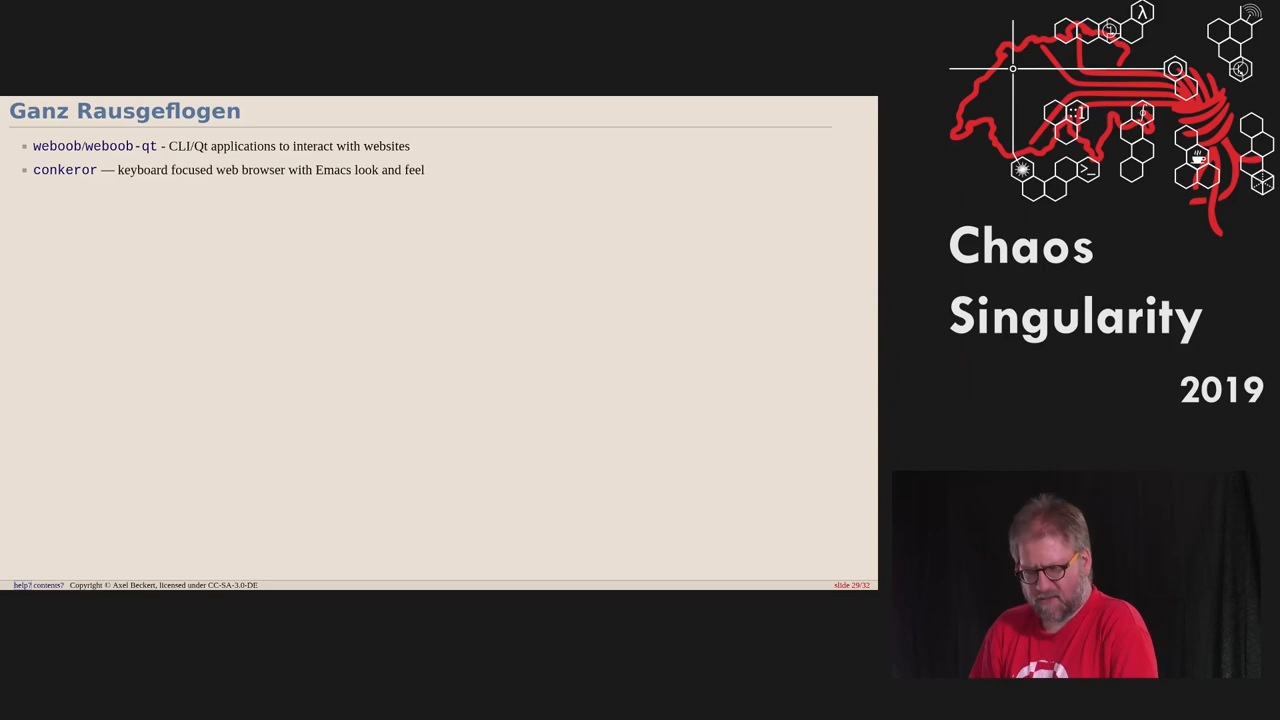 Ganz Rausgeflogen
weboob/weboob-qt - CLI/Qt applications to interact with websites
conkeror — keyboard focused web browser with Emacs look and feel
help? contents? Copyright © Axel Beckert, licensed under CC-SA-3.0-DE
slide 29/32
λ
:::1
>_
Chaos
Singularity
2019